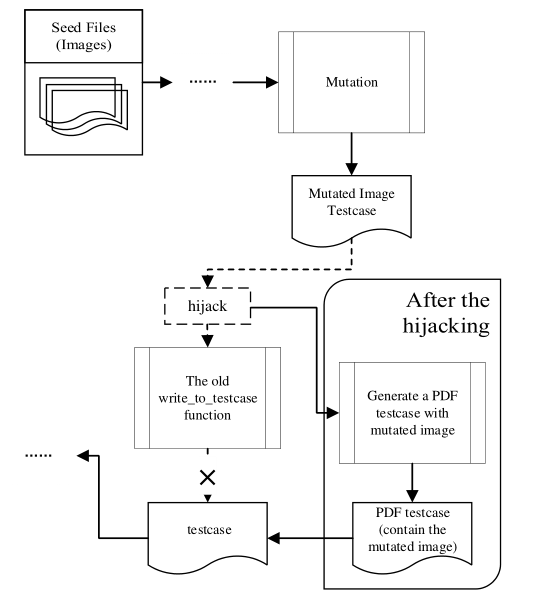 Seed Files
(Images)
......
Mutation
Mutated Image
Testcase
hijack
After the
hijacking
The old
write_to_testcase
function
Generate a PDF
testcase with
mutated image
......
testcase
PDF testcase
(contain the
mutated image)